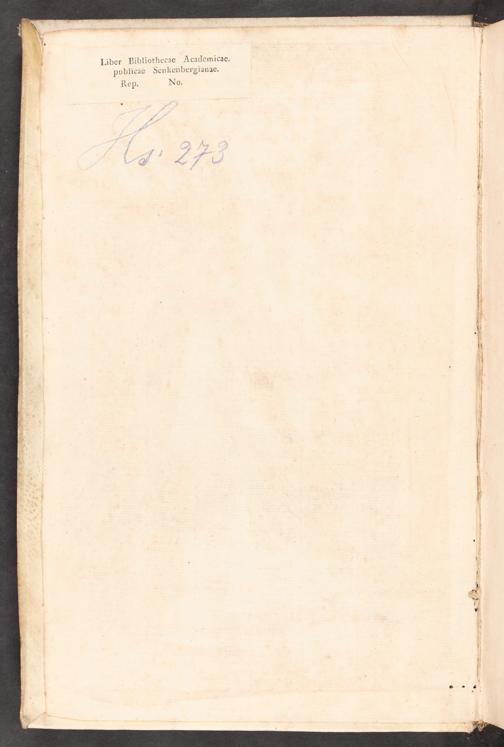 Liber Bibliothecae Academicae.
publicae Senkenbergianae.
Rep. No.
Hs. 273